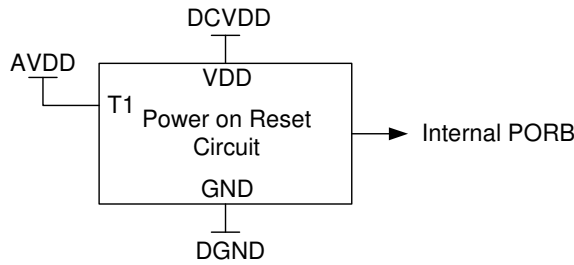 DCVDD
AVDD
VDD
T1
Power on Reset
Circuit
Internal PORB
GND
DGND